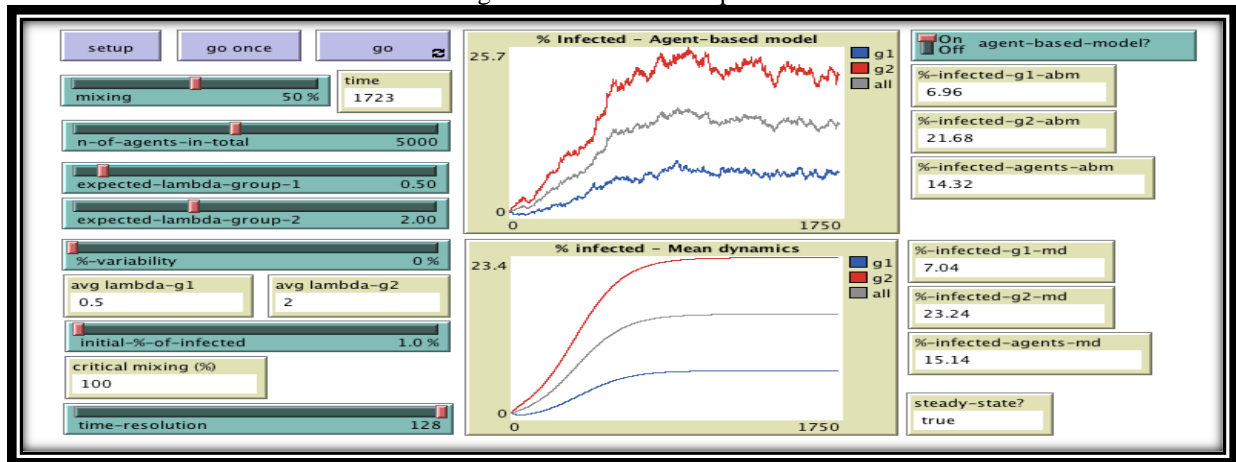 setup
go once
go
mixing 50 %
time
1723
n-of-agents-in-total 5000
expected-lambda-group-1 0.50
expected-lambda-group-2 2.00
%-variability 0 %
avg lambda-g1
0.5
avg lambda-g2
2
initial-%-of-infected 1.0 %
critical mixing (%)
100
time-resolution 128
% Infected - Agent-based model
25.7
0
0 1750
g1
g2
all
% infected - Mean dynamics
23.4
0
0 1750
g1
g2
all
On
Off
agent-based-model?
%-infected-g1-abm
6.96
%-infected-g2-abm
21.68
%-infected-agents-abm
14.32
%-infected-g1-md
7.04
%-infected-g2-md
23.24
%-infected-agents-md
15.14
steady-state?
true